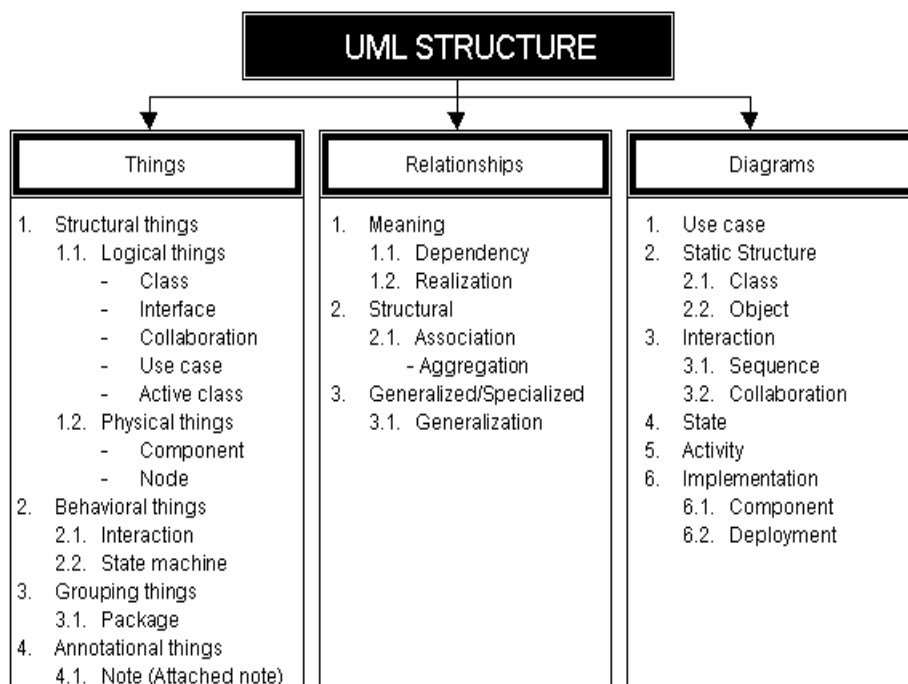 UML STRUCTURE
Things
1. Structural things
1.1. Logical things
- Class
- Interface
- Collaboration
- Use case
- Active class
1.2. Physical things
- Component
- Node
2. Behavioral things
2.1. Interaction
2.2. State machine
3. Grouping things
3.1. Package
4. Annotational things
4.1. Note (Attached note)
Relationships
1. Meaning
1.1. Dependency
1.2. Realization
2. Structural
2.1. Association
- Aggregation
3. Generalized/Specialized
3.1. Generalization
Diagrams
1. Use case
2. Static Structure
2.1. Class
2.2. Object
3. Interaction
3.1. Sequence
3.2. Collaboration
4. State
5. Activity
6. Implementation
6.1. Component
6.2. Deployment